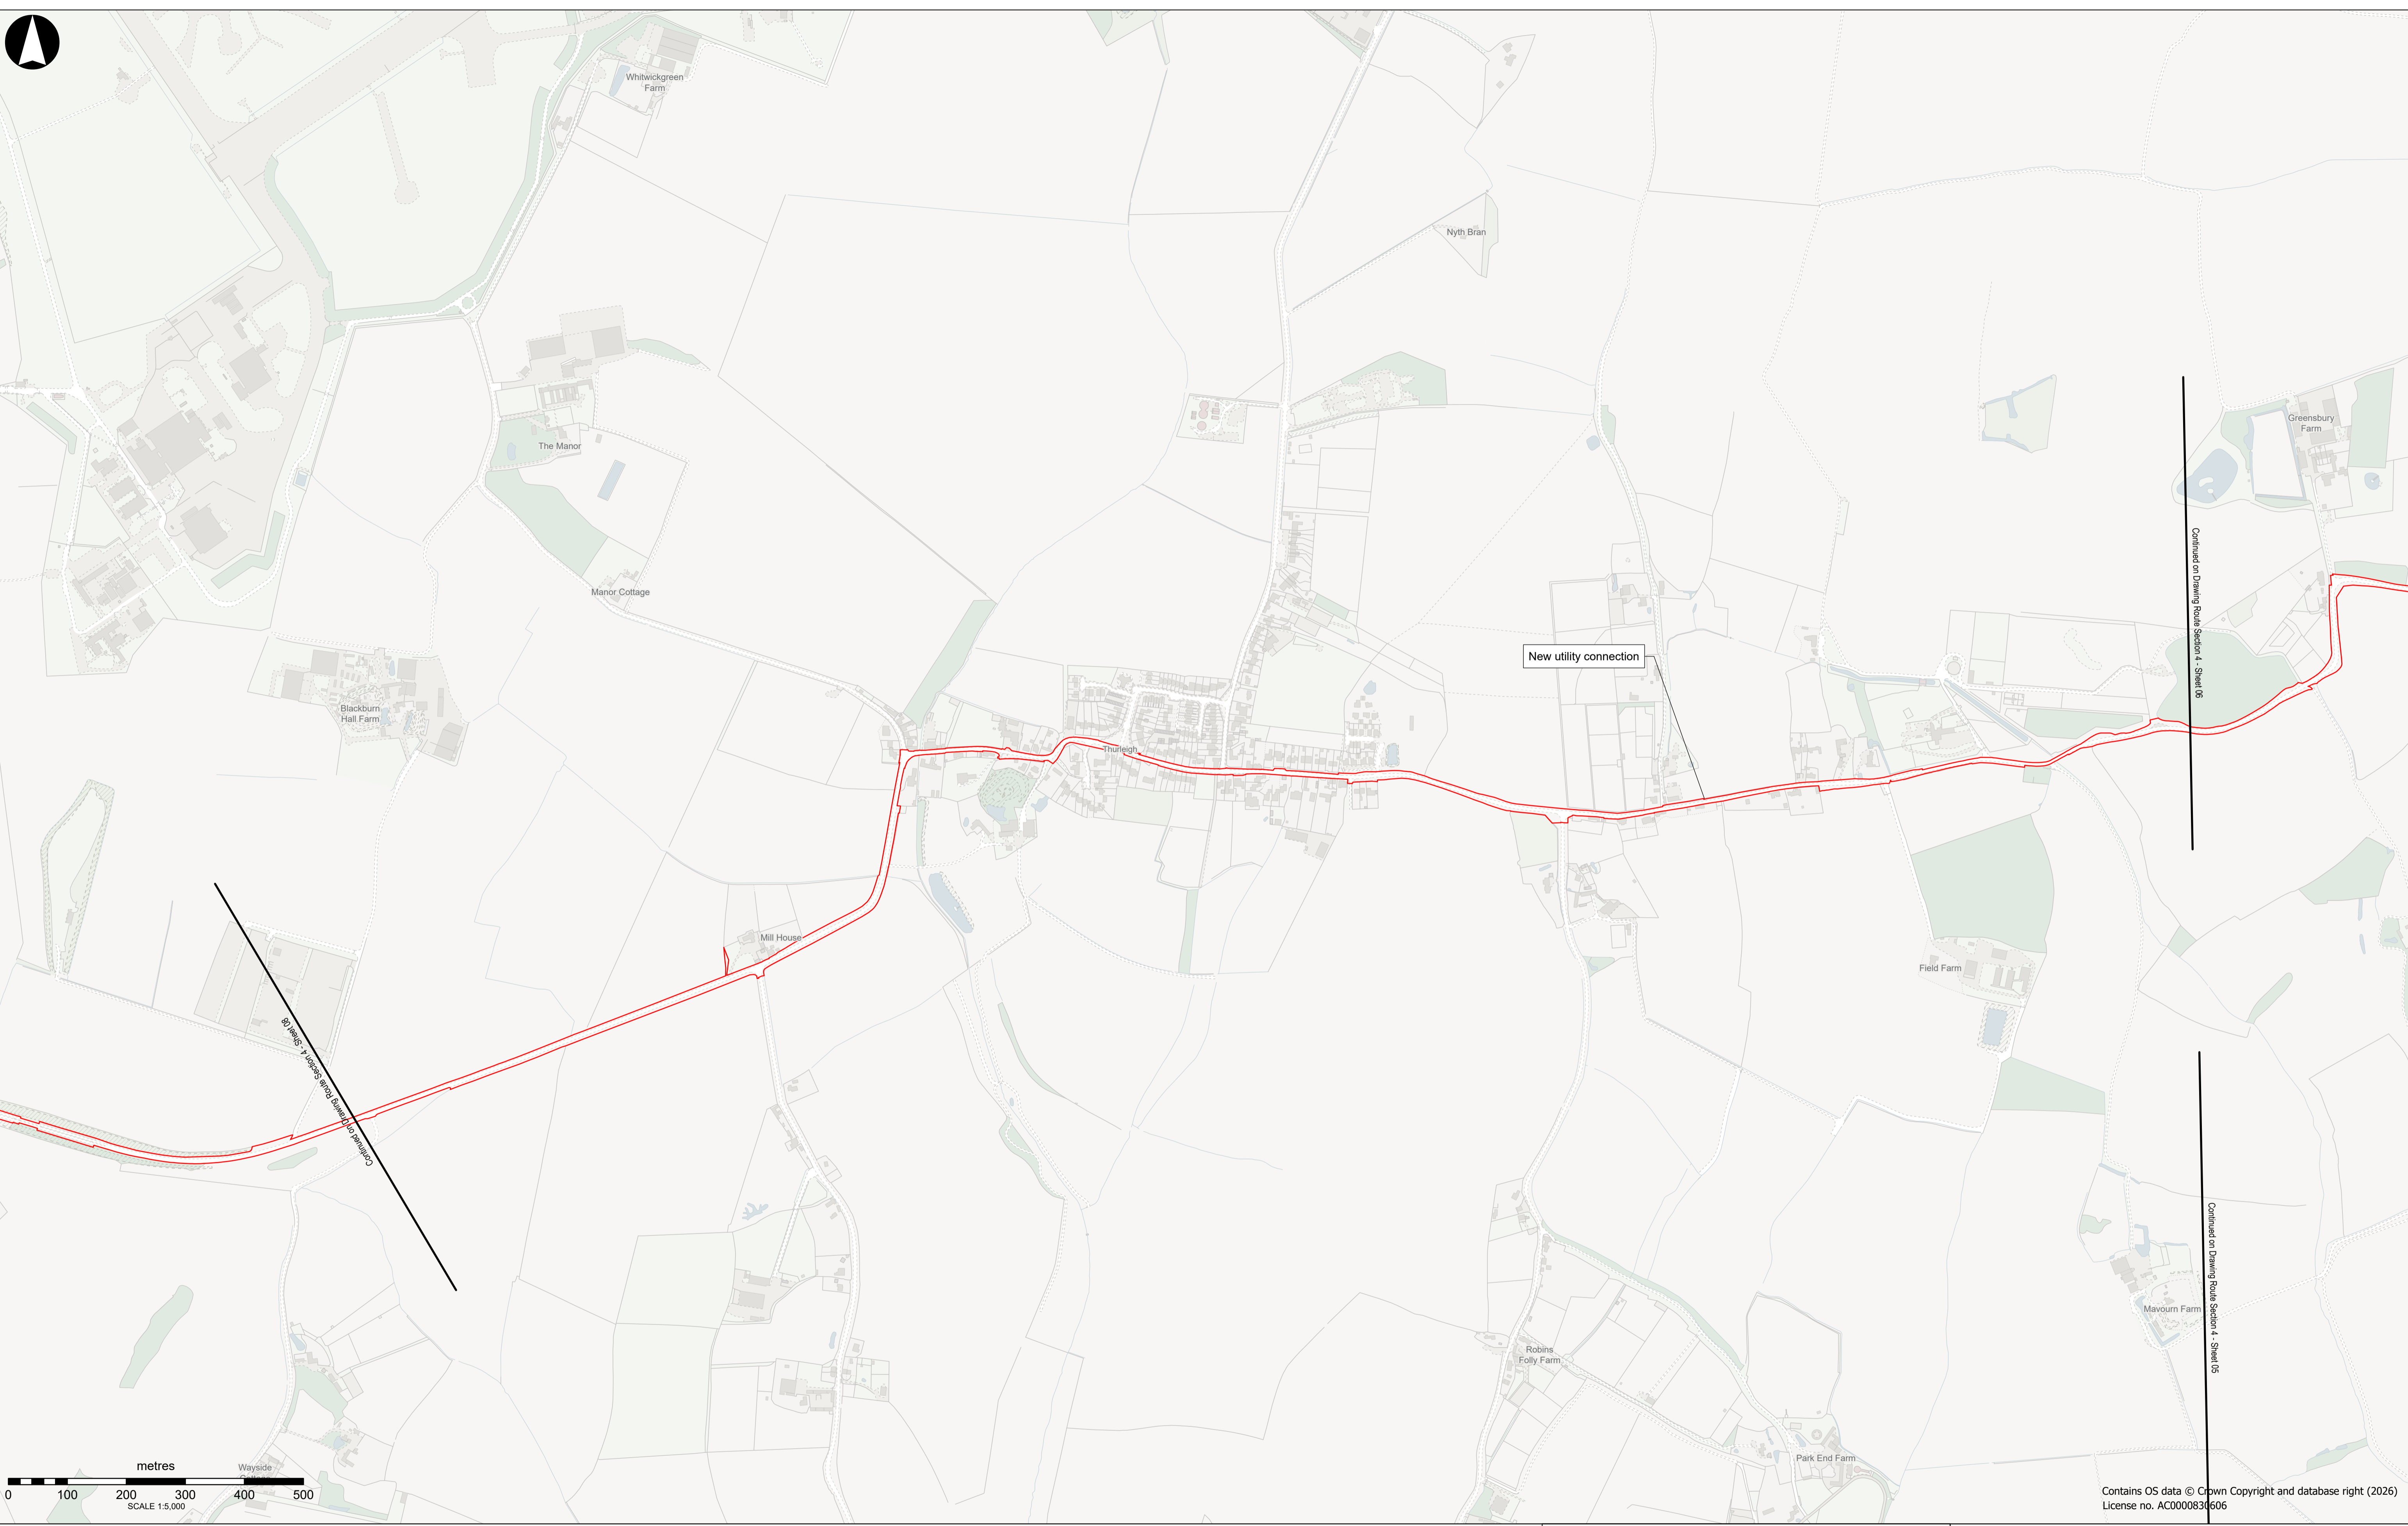 Whitwickgreen
Farm
Nyth Bran
Greensbury
Farm
The Manor
Manor Cottage
Continued on Drawing Route Section 4 - Sheet 06
New utility connection
Blackburn
Hall Farm
Thurleigh
Mill House
Field Farm
Continued on Drawing Route Section 4 - Sheet 08
Continued on Drawing Route Section 4 - Sheet 05
Mavourn Farm
Robins
Folly Farm
Park End Farm
Wayside
metres
0 100 200 300 400 500
SCALE 1:5,000
Contains OS data © Crown Copyright and database right (2026)
License no. AC0000830606